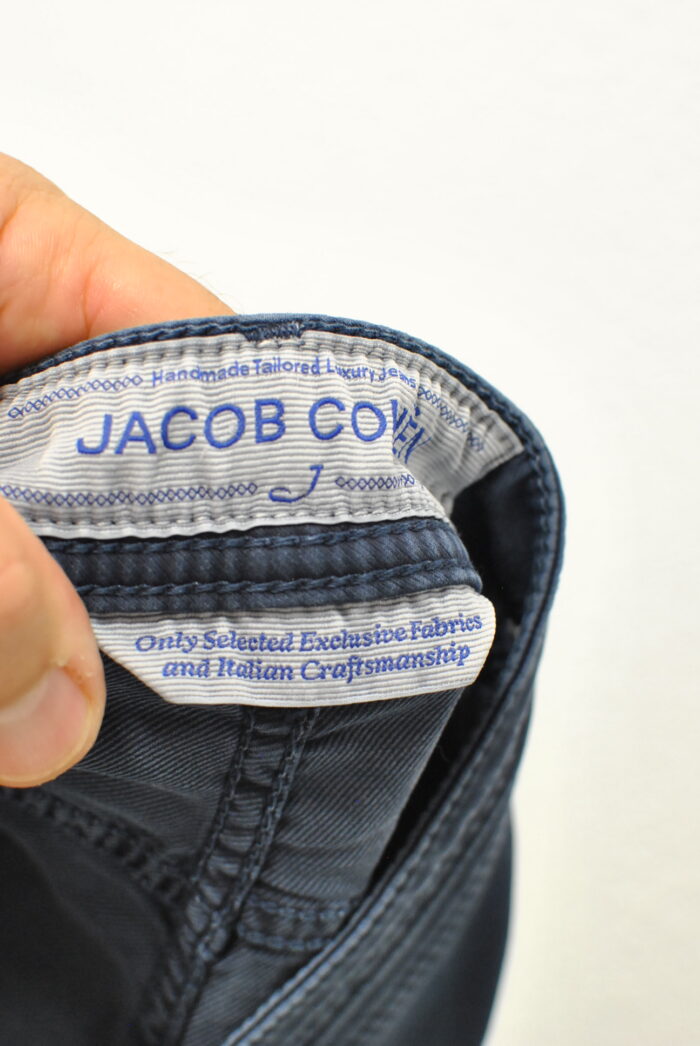 Handmade Tailored Luxury Jeans
JACOB COHEN
J
Only Selected Exclusive Fabrics
and Italian Craftsmanship